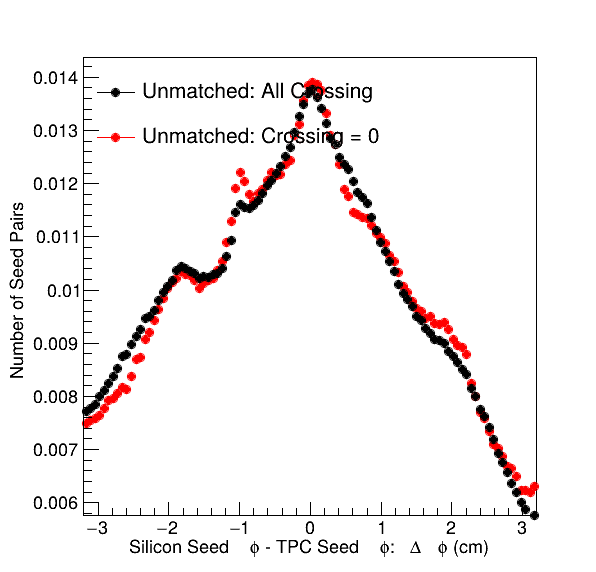 0.014
Unmatched: All Crossing
0.013
Unmatched: Crossing = 0
0.012
0.011
0.01
0.009
0.008
0.007
0.006
Number of Seed Pairs
−3 −2 −1 0 1 2 3
Silicon Seed ϕ - TPC Seed ϕ: Δ ϕ (cm)